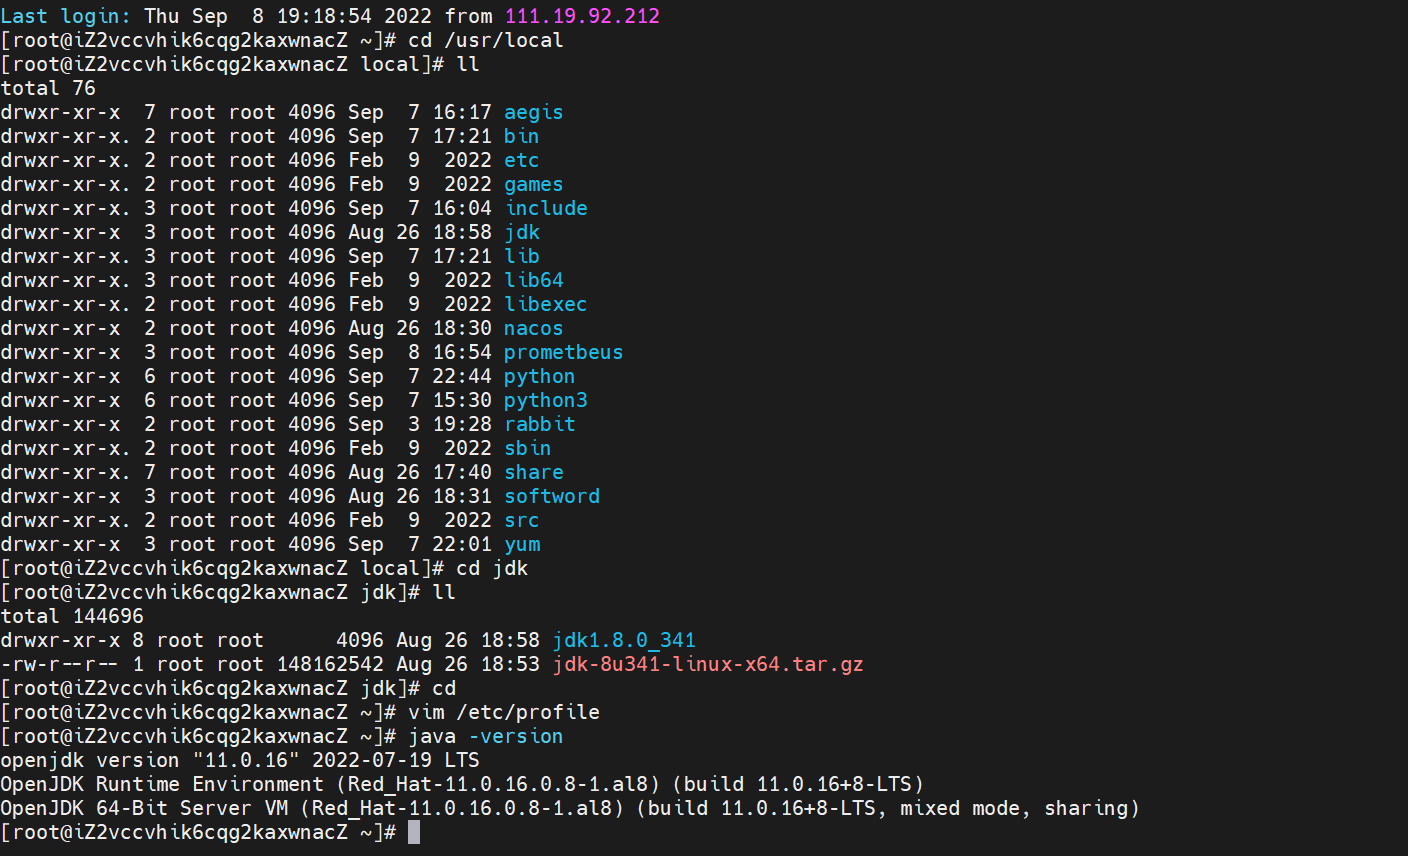 Last login: Thu Sep  8 19:18:54 2022 from 111.19.92.212
[root@iZ2vccvhik6cqg2kaxwnacZ ~]# cd /usr/local
[root@iZ2vccvhik6cqg2kaxwnacZ local]# ll
total 76
drwxr-xr-x  7 root root 4096 Sep  7 16:17 aegis
drwxr-xr-x. 2 root root 4096 Sep  7 17:21 bin
drwxr-xr-x. 2 root root 4096 Feb  9  2022 etc
drwxr-xr-x. 2 root root 4096 Feb  9  2022 games
drwxr-xr-x. 3 root root 4096 Sep  7 16:04 include
drwxr-xr-x  3 root root 4096 Aug 26 18:58 jdk
drwxr-xr-x. 3 root root 4096 Sep  7 17:21 lib
drwxr-xr-x. 3 root root 4096 Feb  9  2022 lib64
drwxr-xr-x. 2 root root 4096 Feb  9  2022 libexec
drwxr-xr-x  2 root root 4096 Aug 26 18:30 nacos
drwxr-xr-x  3 root root 4096 Sep  8 16:54 prometbeus
drwxr-xr-x  6 root root 4096 Sep  7 22:44 python
drwxr-xr-x  6 root root 4096 Sep  7 15:30 python3
drwxr-xr-x  2 root root 4096 Sep  3 19:28 rabbit
drwxr-xr-x. 2 root root 4096 Feb  9  2022 sbin
drwxr-xr-x. 7 root root 4096 Aug 26 17:40 share
drwxr-xr-x  3 root root 4096 Aug 26 18:31 softword
drwxr-xr-x. 2 root root 4096 Feb  9  2022 src
drwxr-xr-x  3 root root 4096 Sep  7 22:01 yum
[root@iZ2vccvhik6cqg2kaxwnacZ local]# cd jdk
[root@iZ2vccvhik6cqg2kaxwnacZ jdk]# ll
total 144696
drwxr-xr-x 8 root root      4096 Aug 26 18:58 jdk1.8.0_341
-rw-r--r-- 1 root root 148162542 Aug 26 18:53 jdk-8u341-linux-x64.tar.gz
[root@iZ2vccvhik6cqg2kaxwnacZ jdk]# cd
[root@iZ2vccvhik6cqg2kaxwnacZ ~]# vim /etc/profile
[root@iZ2vccvhik6cqg2kaxwnacZ ~]# java -version
openjdk version "11.0.16" 2022-07-19 LTS
OpenJDK Runtime Environment (Red_Hat-11.0.16.0.8-1.al8) (build 11.0.16+8-LTS)
OpenJDK 64-Bit Server VM (Red_Hat-11.0.16.0.8-1.al8) (build 11.0.16+8-LTS, mixed mode, sharing)
[root@iZ2vccvhik6cqg2kaxwnacZ ~]#